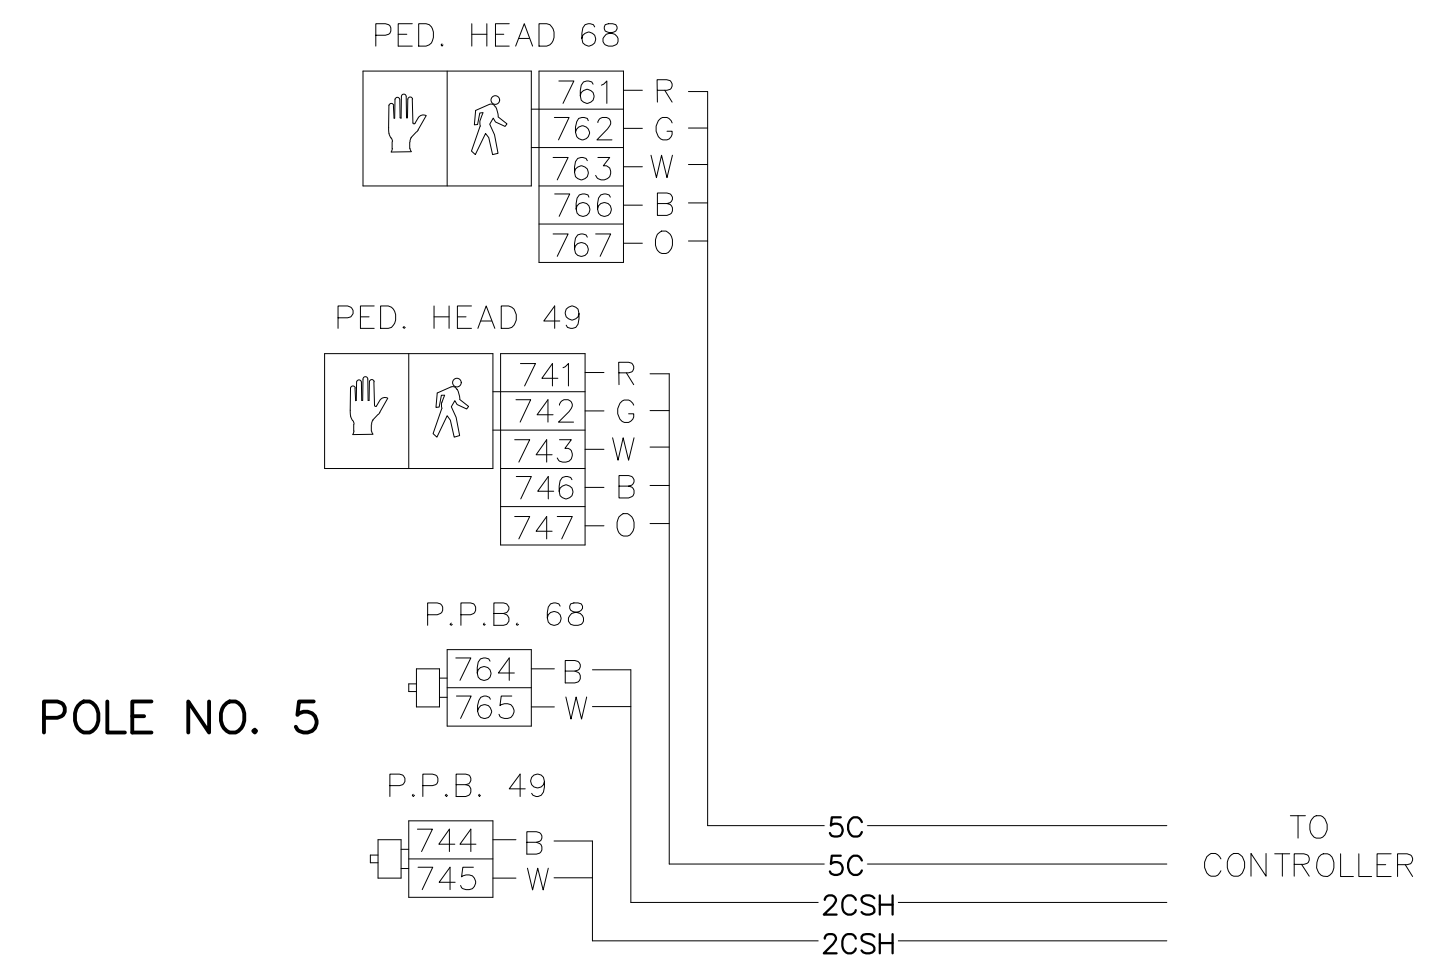 PED. HEAD 68
761 R
762 G
763 W
766 B
767 O
PED. HEAD 49
741 R
742 G
743 W
746 B
747 O
P.P.B. 68
764 B
765 W
POLE NO. 5
P.P.B. 49
744 B
745 W
5C
5C
2CSH
2CSH
TO
CONTROLLER